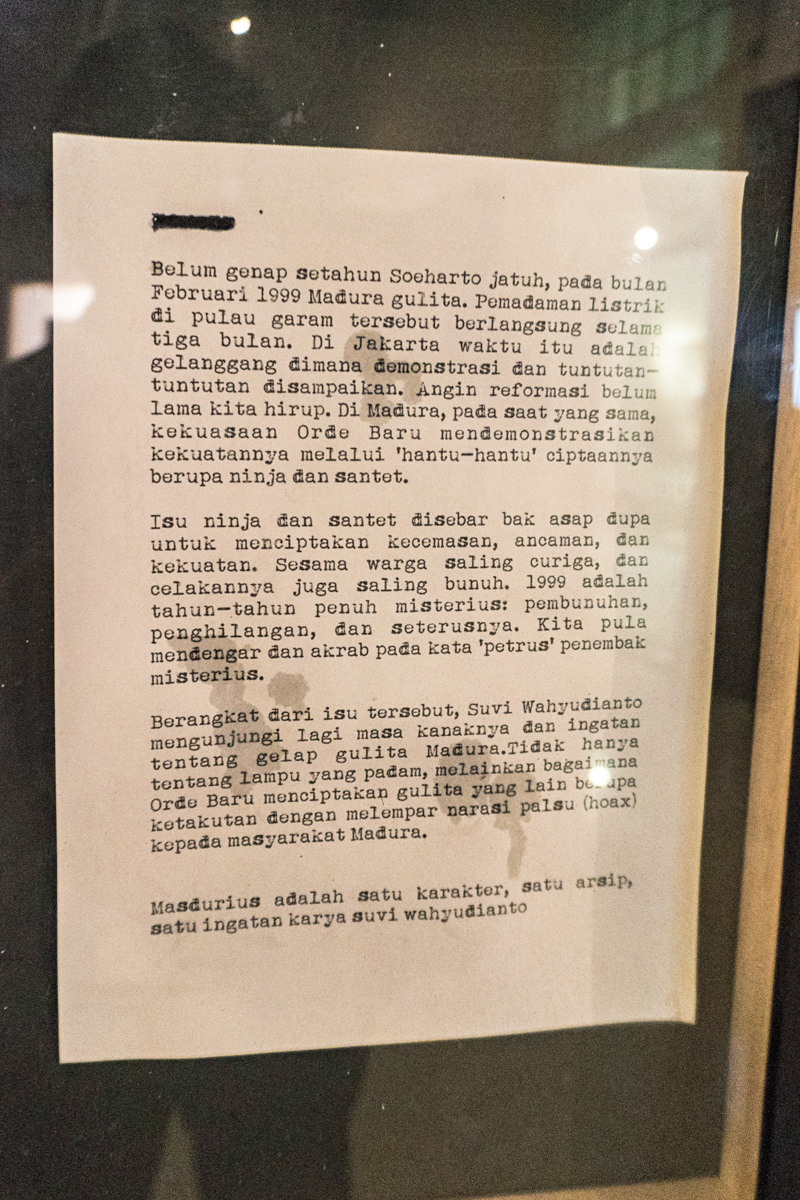 Belum genap setahun Soeharto jatuh, pada bulan
Februari 1999 Madura gulita. Pemadaman listrik
di pulau garam tersebut berlangsung selama
tiga bulan. Di Jakarta waktu itu adalah
gelanggang dimana demonstrasi dan tuntutan-
tuntutan disampaikan. Angin reformasi belum
lama kita hirup. Di Madura, pada saat yang sama,
kekuasaan Orde Baru mendemonstrasikan
kekuatannya melalui 'hantu-hantu' ciptaannya
berupa ninja dan santet.
Isu ninja dan santet disebar bak asap dupa
untuk menciptakan kecemasan, ancaman, dan
kekuatan. Sesama warga saling curiga, dan
celakannya juga saling bunuh. 1999 adalah
tahun-tahun penuh misterius: pembunuhan,
penghilangan, dan seterusnya. Kita pula
mendengar dan akrab pada kata 'petrus' penembak
misterius.
Berangkat dari isu tersebut, Suvi Wahyudianto
mengunjungi lagi masa kanaknya dan ingatan
tentang gelap gulita Madura.Tidak hanya
tentang lampu yang padam, melainkan bagaimana
Orde Baru menciptakan gulita yang lain berupa
ketakutan dengan melempar narasi palsu (hoax)
kepada masyarakat Madura.
Masdurius adalah satu karakter, satu arsip,
satu ingatan karya suvi wahyudianto